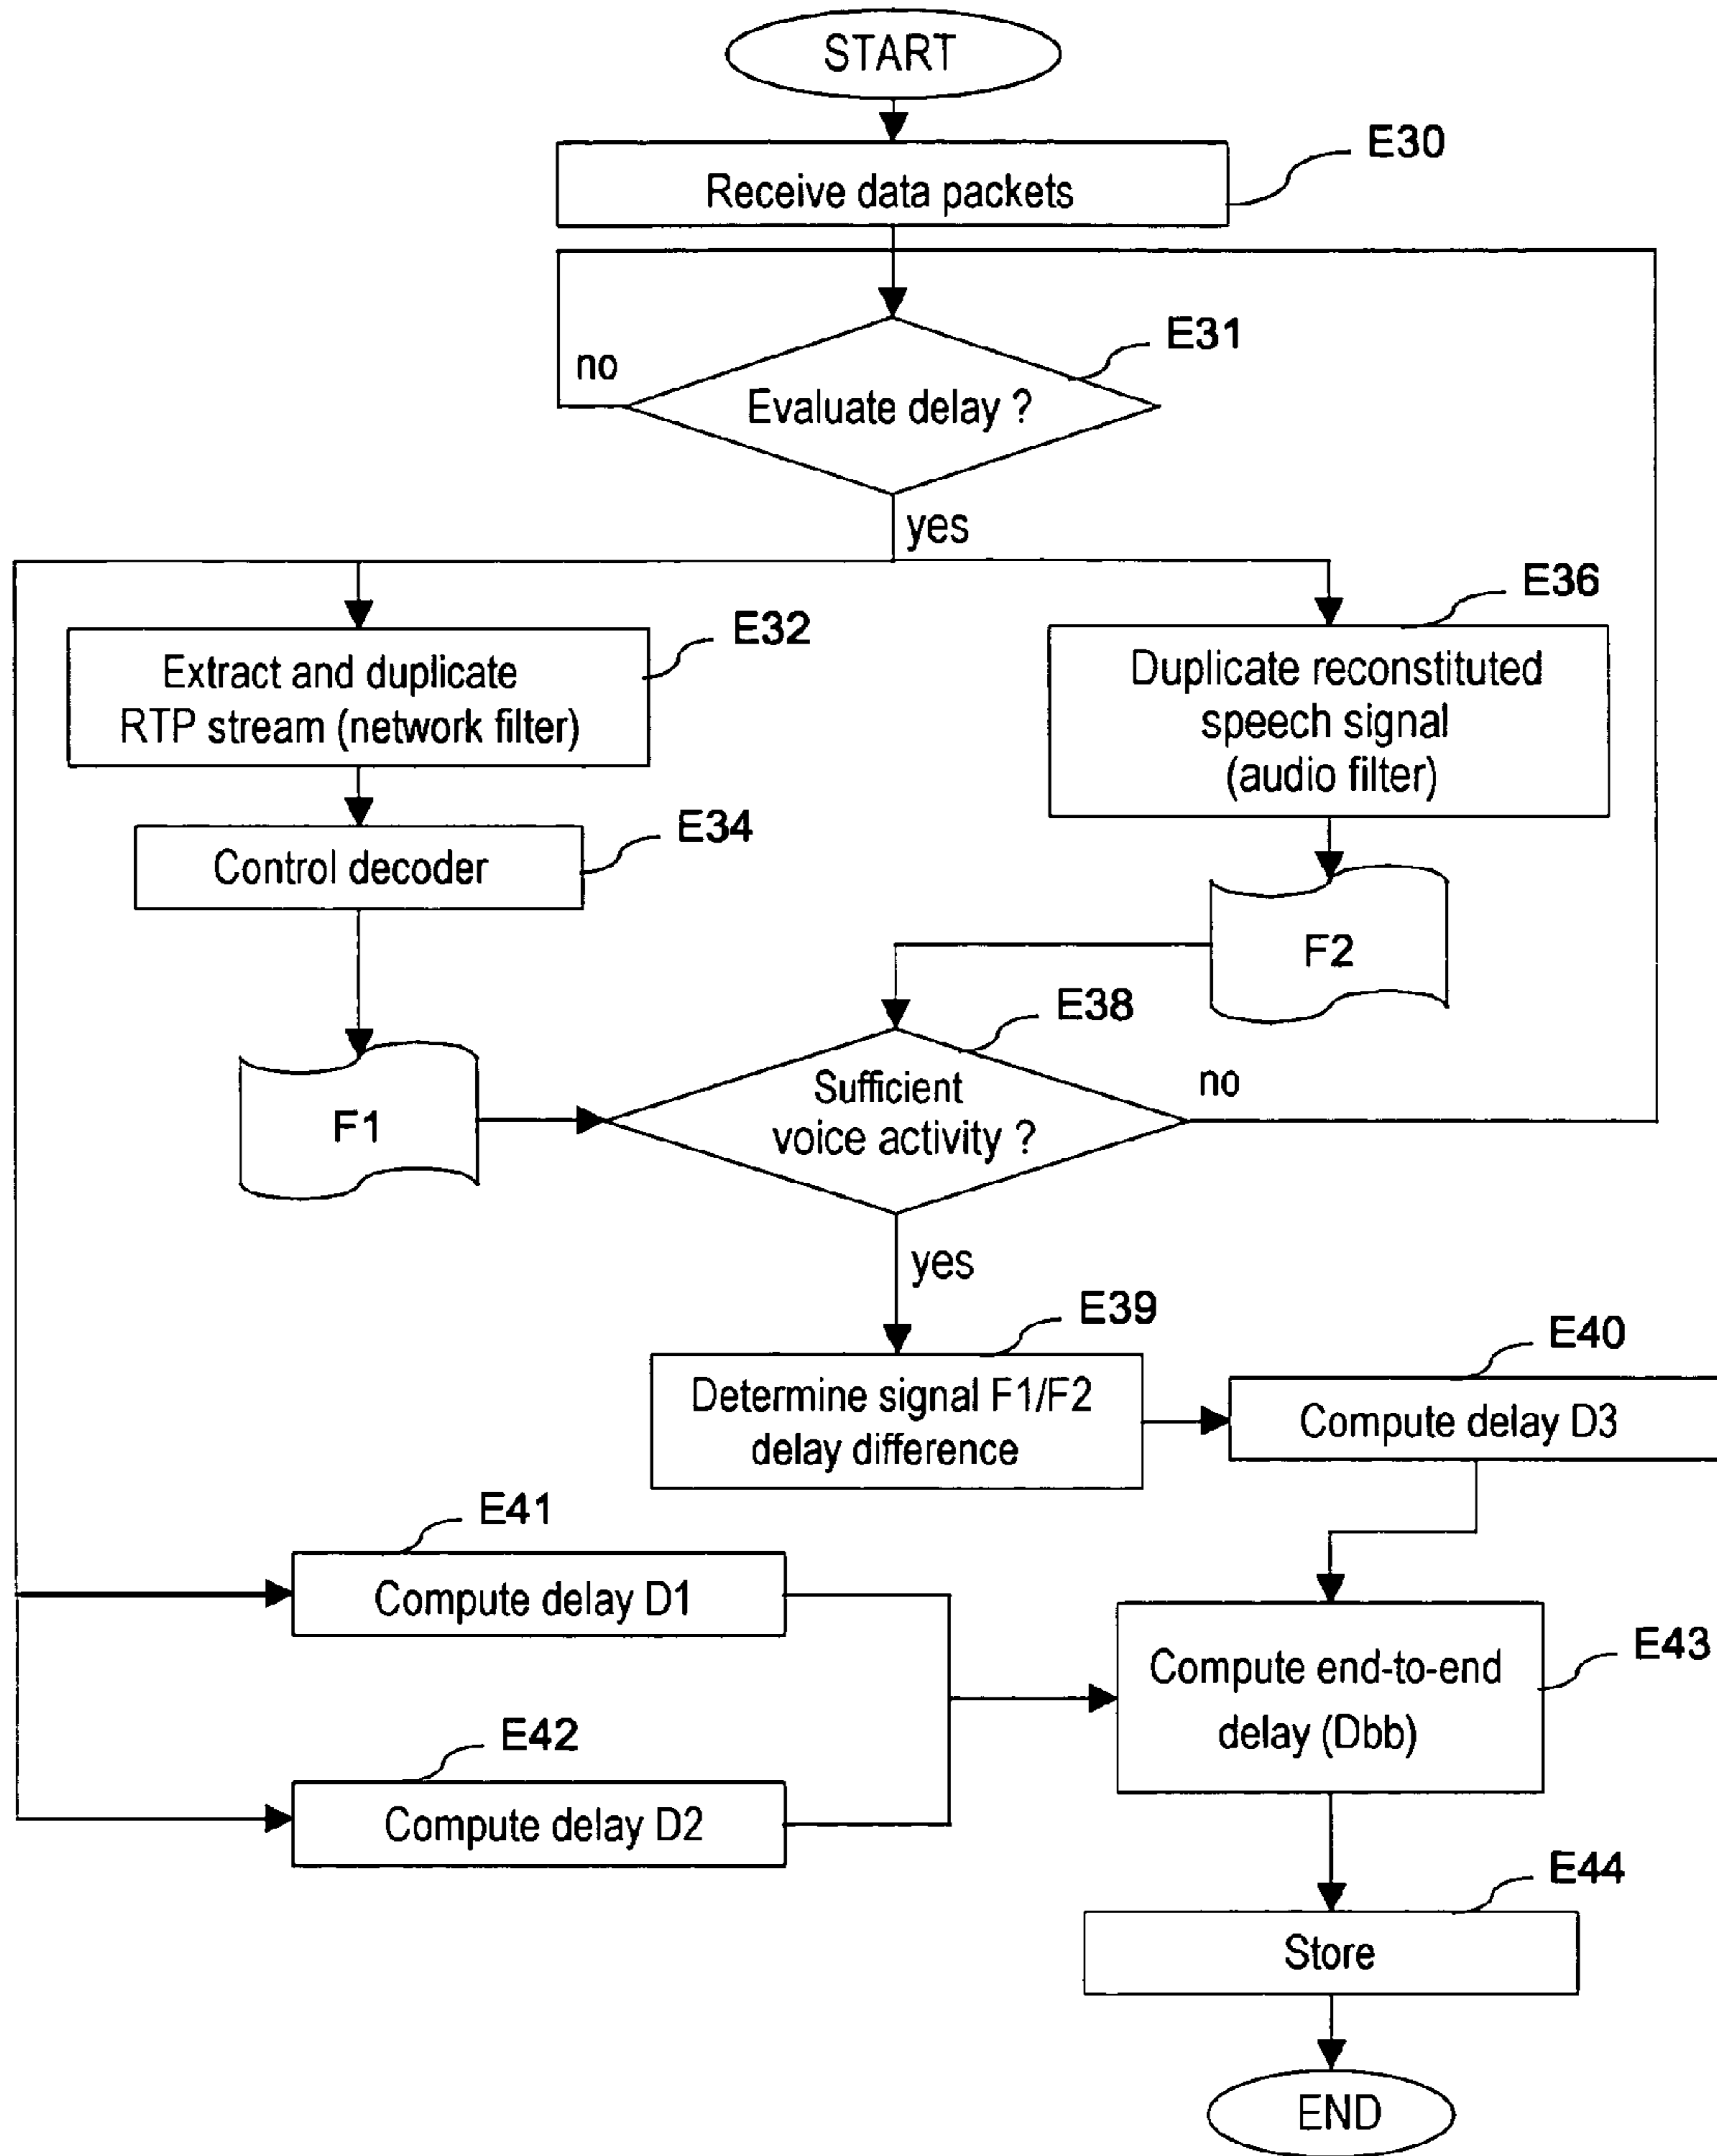 START
E30
Receive data packets
E31
no
Evaluate delay ?
yes
E36
E32
Extract and duplicate
RTP stream (network filter)
Duplicate reconstituted
speech signal
(audio filter)
E34
Control decoder
F2
E38
Sufficient
voice activity ?
no
F1
yes
E39
E40
Determine signal F1/F2
delay difference
Compute delay D3
E41
Compute delay D1
E43
Compute end-to-end
delay (Dbb)
E42
Compute delay D2
E44
Store
END